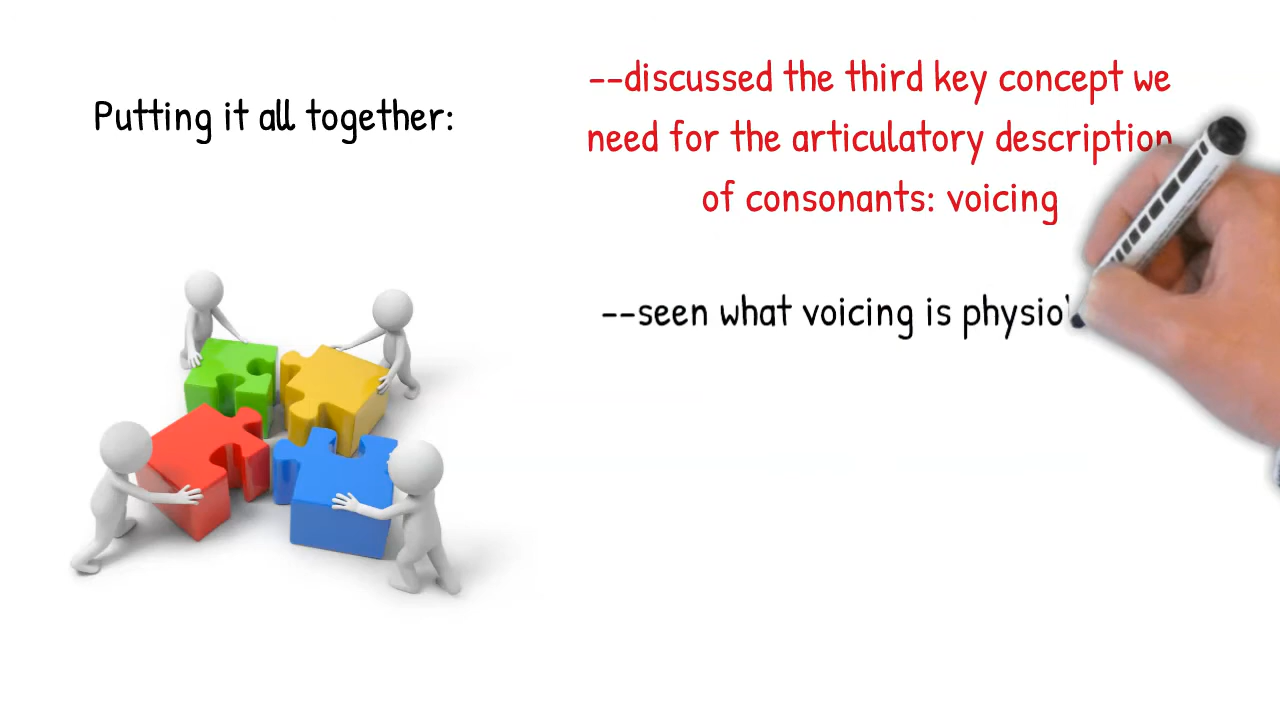 Putting it all together:
--discussed the third key concept we
need for the articulatory description
of consonants: voicing
--seen what voicing is